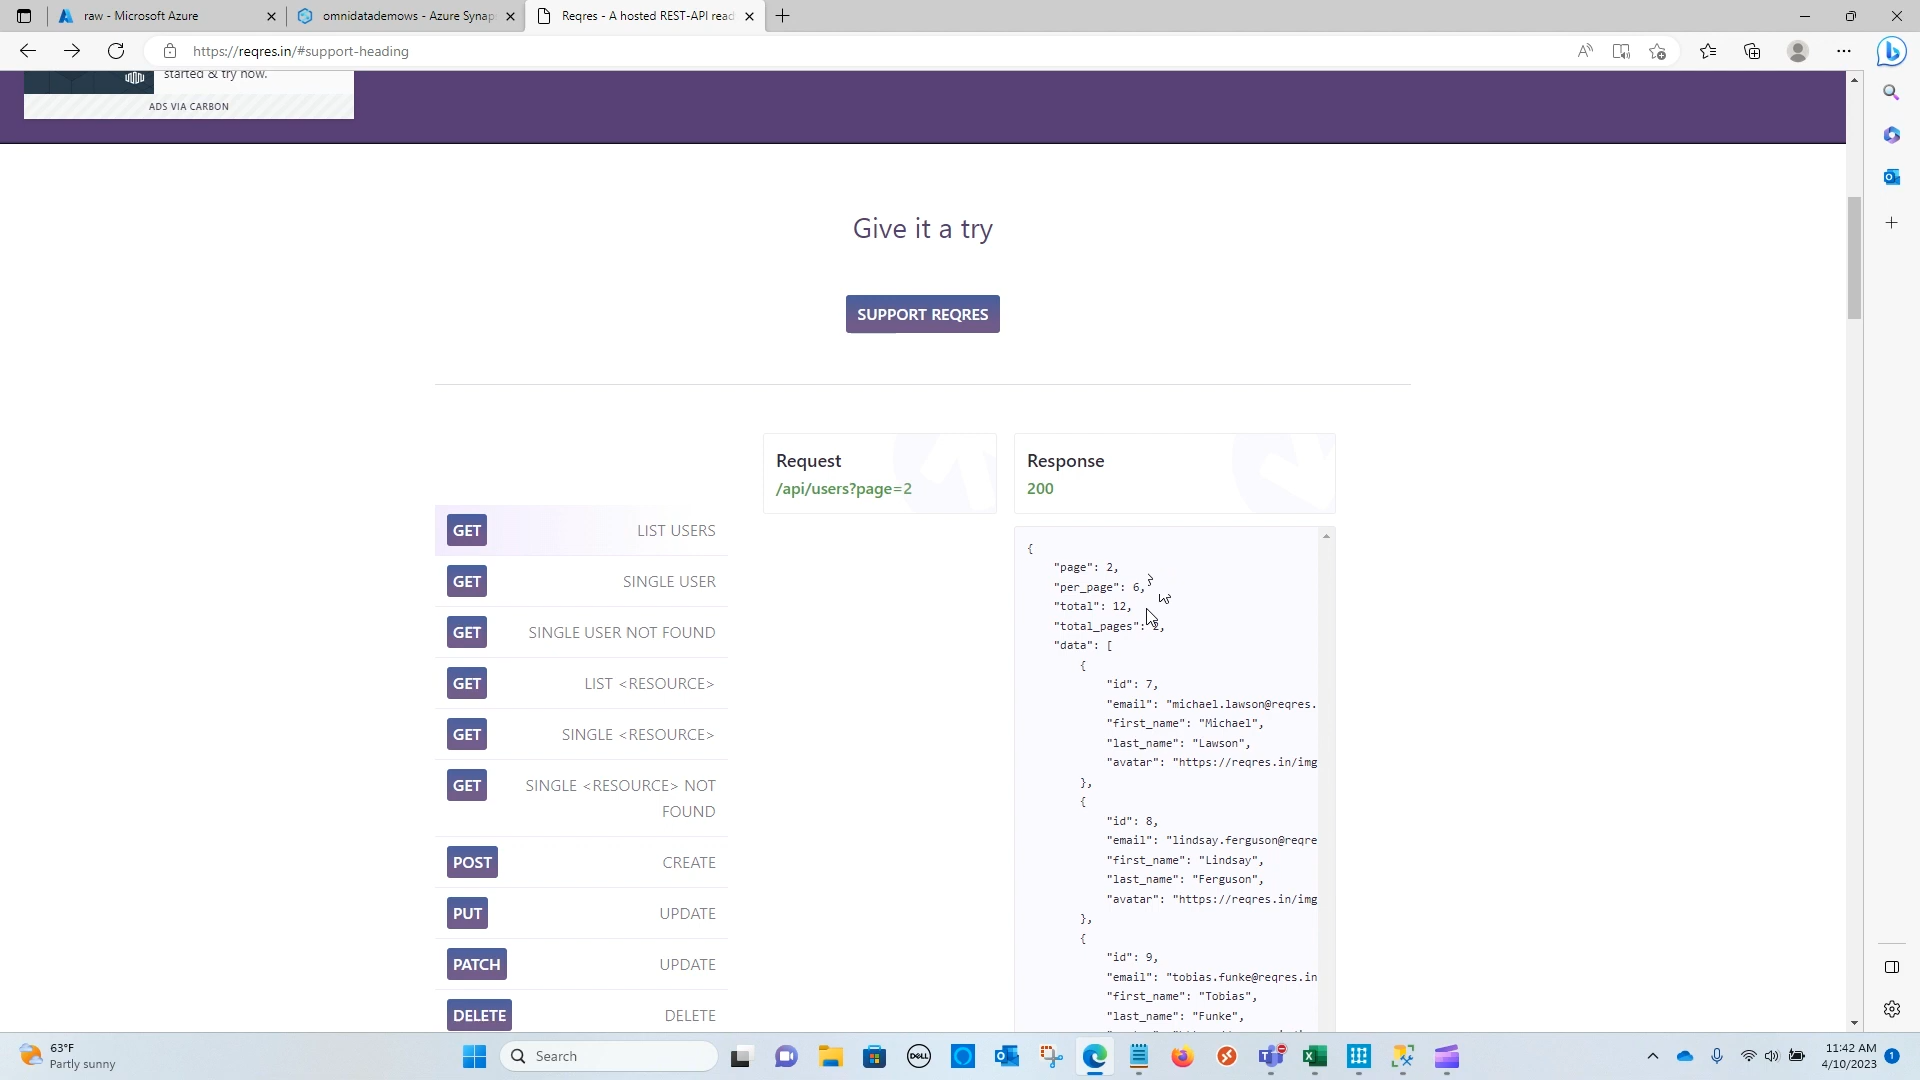 raw - Microsoft Azure
omnidatademows - Azure Synap
Reqres - A hosted REST-API read
https://reqres.in/#support-heading
started & try now.
ADS VIA CARBON
Give it a try
SUPPORT REQRES
Request
/api/users?page=2
Response
200
GET LIST USERS
GET SINGLE USER
GET SINGLE USER NOT FOUND
GET LIST <RESOURCE>
GET SINGLE <RESOURCE>
GET SINGLE <RESOURCE> NOT
FOUND
POST CREATE
PUT UPDATE
PATCH UPDATE
DELETE DELETE
{
"page": 2,
"per_page": 6,
"total": 12,
"total_pages": 2,
"data": [
{
"id": 7,
"email": "michael.lawson@reqres.
"first_name": "Michael",
"last_name": "Lawson",
"avatar": "https://reqres.in/img
},
{
"id": 8,
"email": "lindsay.ferguson@reqre
"first_name": "Lindsay",
"last_name": "Ferguson",
"avatar": "https://reqres.in/img
},
{
"id": 9,
"email": "tobias.funke@reqres.in
"first_name": "Tobias",
"last_name": "Funke",
63°F
Partly sunny
Search
DELL
11:42 AM
4/10/2023
1